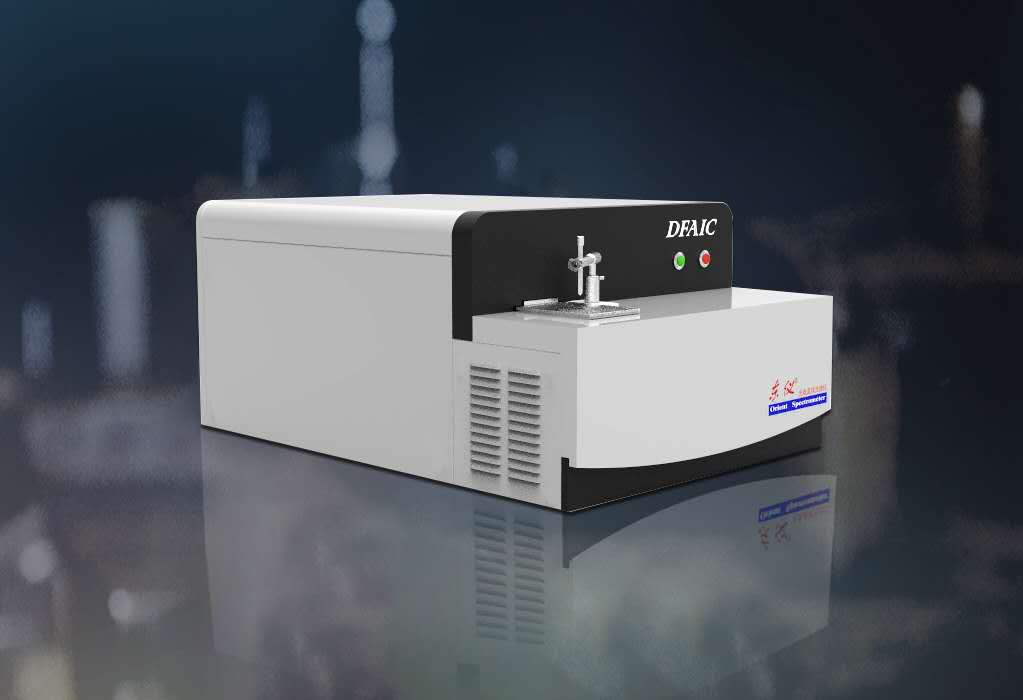 DFAIC
东仪
Orient Spectrometer